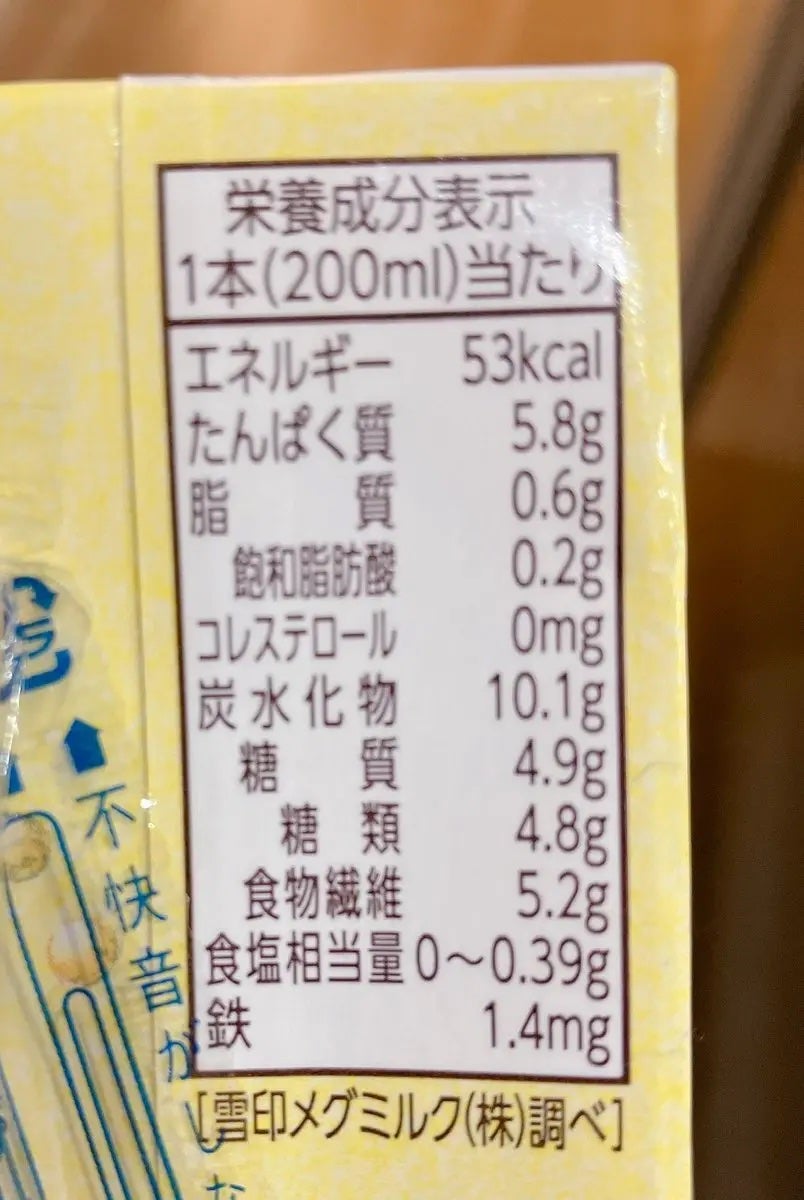 栄養成分表示
1本(200ml)当たり
エネルギー 53kcal
たんぱく質 5.8g
脂質 0.6g
飽和脂肪酸 0.2g
コレステロール 0mg
炭水化物 10.1g
糖質 4.9g
糖類 4.8g
食物繊維 5.2g
食塩相当量 0〜0.39g
鉄 1.4mg
[雪印メグミルク(株)調べ]
不快音が
な